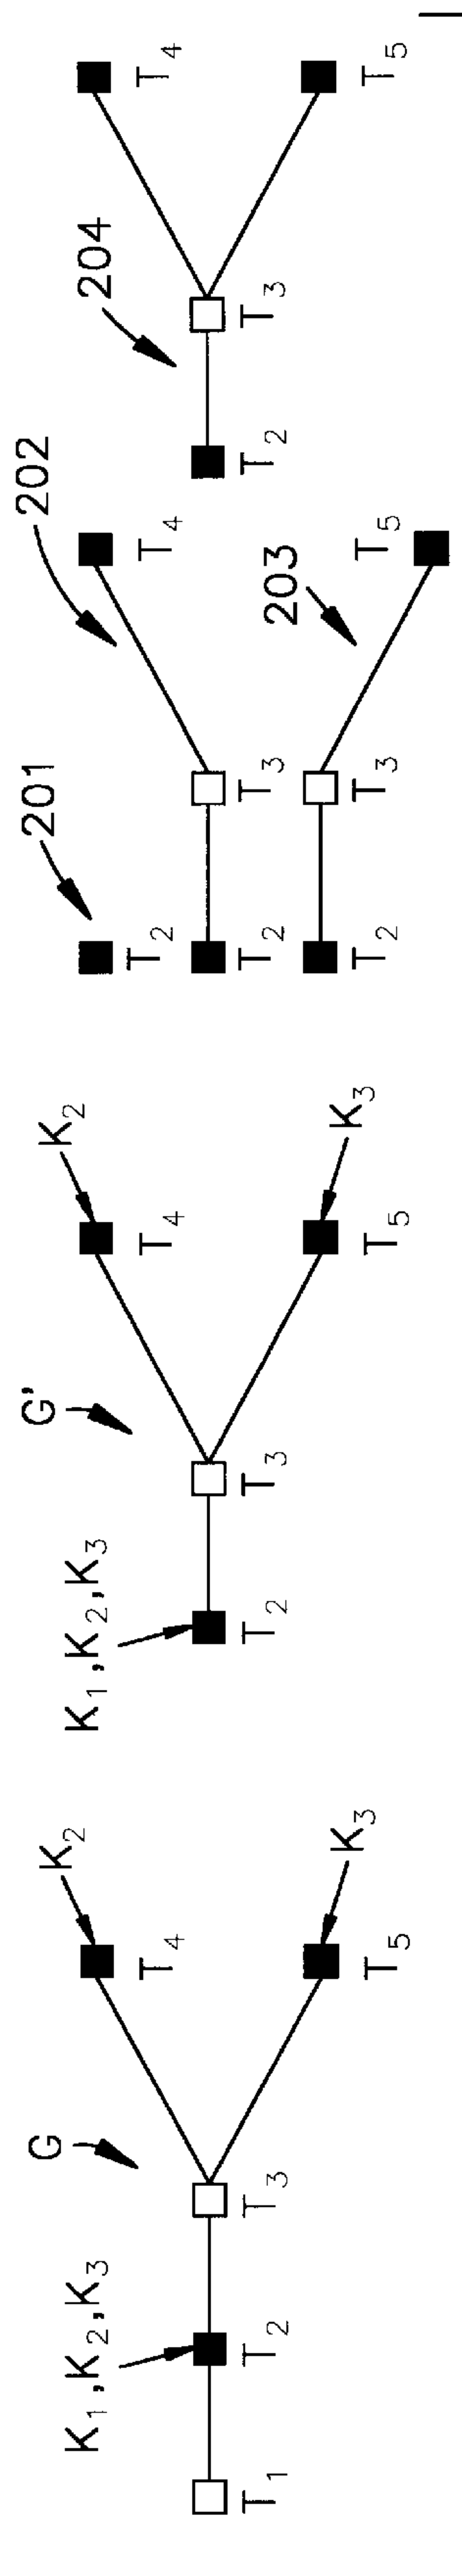 G
K₁,K₂,K₃
K₂
T₁
T₂
T₃
T₄
K₃
T₅
G'
K₁,K₂,K₃
K₂
T₂
T₃
T₄
K₃
T₅
201
T₂
202
T₂
T₃
T₄
203
T₂
T₃
T₅
204
T₂
T₃
T₄
T₅